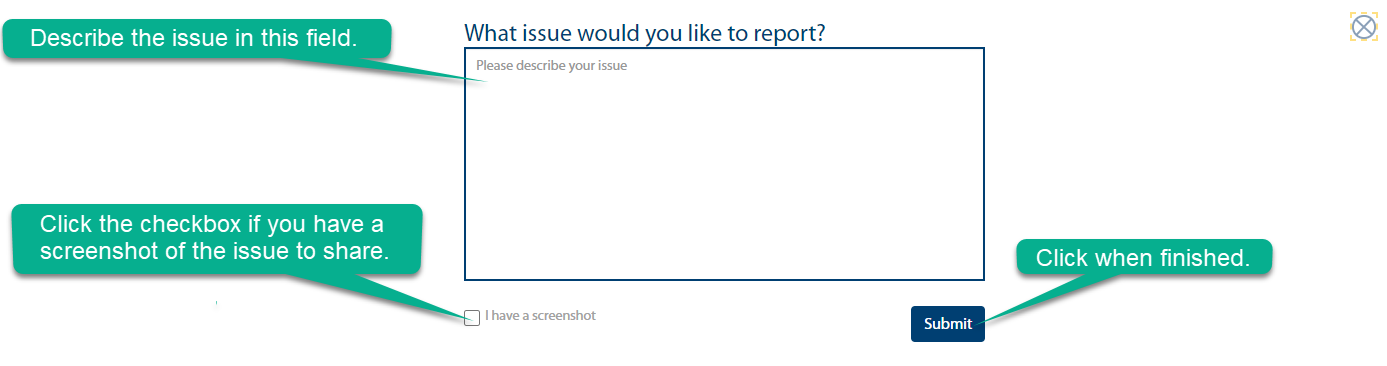 What issue would you like to report?
Describe the issue in this field.
Please describe your issue
Click the checkbox if you have a
screenshot of the issue to share.
Click when finished.
I have a screenshot
Submit